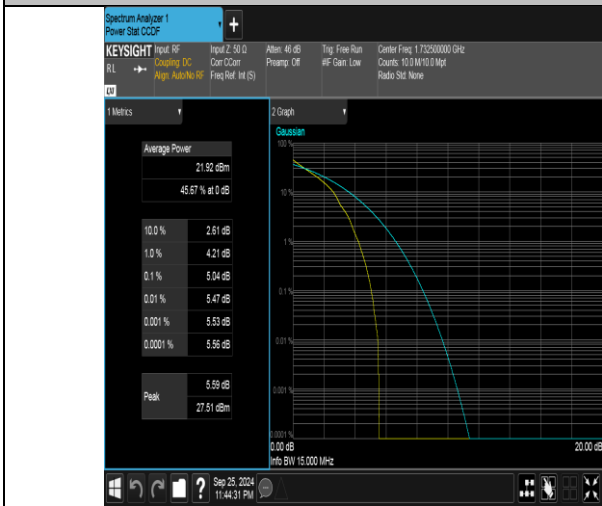 Spectrum Analyzer 1
Power Stat CCDF
+
KEYSIGHT
RL
Input: RF
Coupling: DC
Align: Auto/No RF
Input Z: 50 Ω
Corr CCorr
Freq Ref: Int (S)
Atten: 46 dB
Preamp: Off
Trig: Free Run
#IF Gain: Low
Center Freq: 1.732500000 GHz
Counts: 10.0 M/10.0 Mpt
Radio Std: None
1 Metrics
Average Power
21.92 dBm
45.67 % at 0 dB
10.0 % 2.61 dB
1.0 % 4.21 dB
0.1 % 5.04 dB
0.01 % 5.47 dB
0.001 % 5.53 dB
0.0001 % 5.56 dB
Peak
5.59 dB
27.51 dBm
2 Graph
Gaussian
100 %
10 %
1 %
0.1 %
0.01 %
0.001 %
0.0001 %
0.00 dB 20.00 dB
Info BW 15.000 MHz
?
Sep 25, 2024
11:44:31 PM